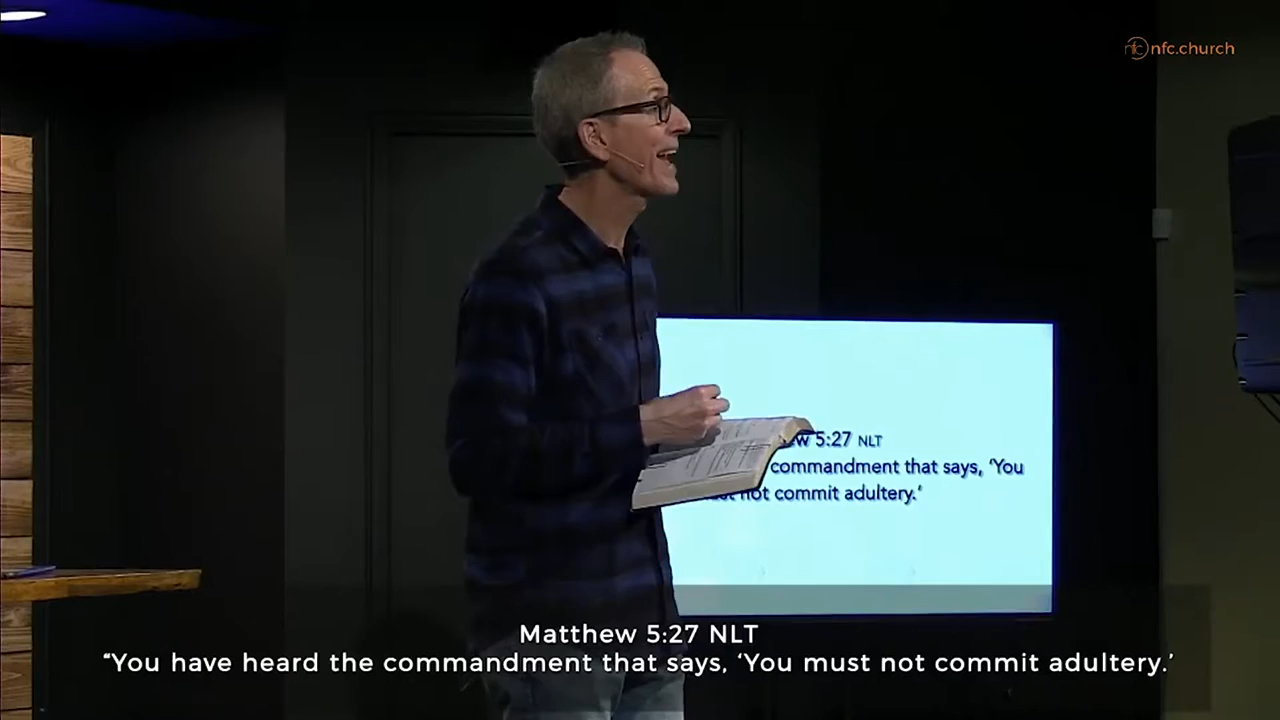 nfc.church
5:27 NLT
commandment that says, ‘You
not commit adultery.’
Matthew 5:27 NLT
“You have heard the commandment that says, ‘You must not commit adultery.’